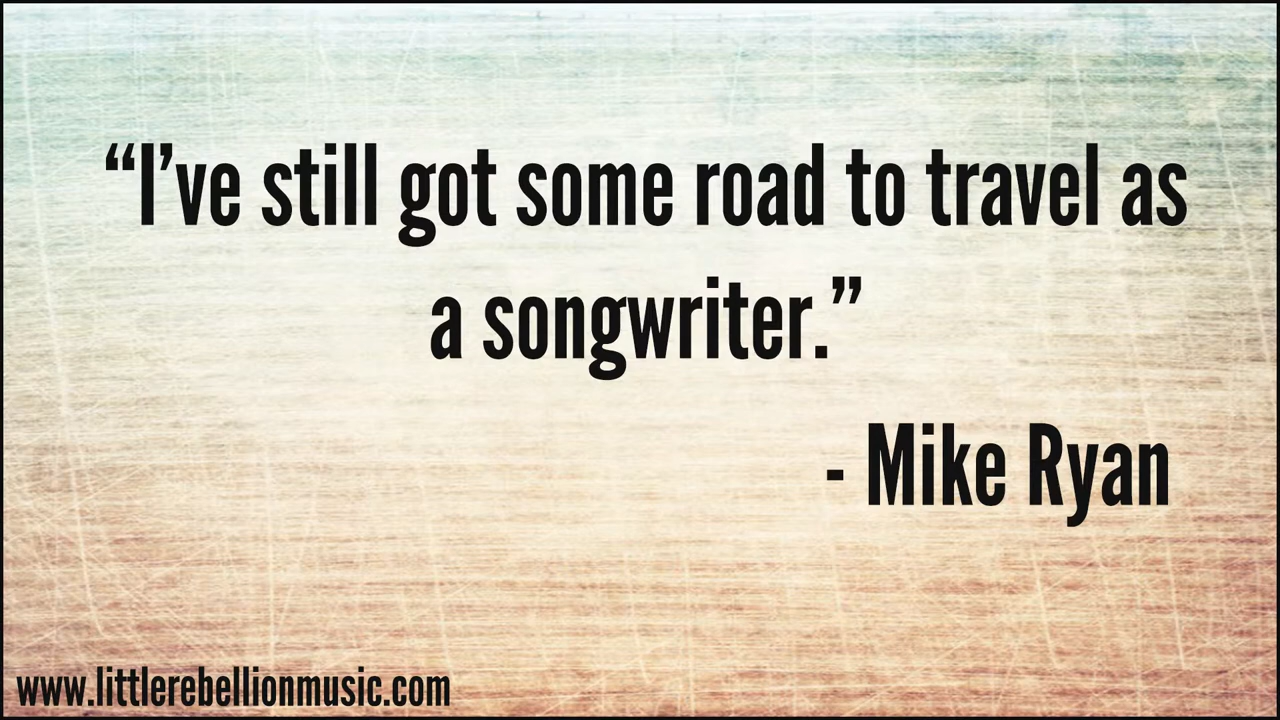 “I’ve still got some road to travel as
a songwriter.”
- Mike Ryan
www.littlerebellionmusic.com